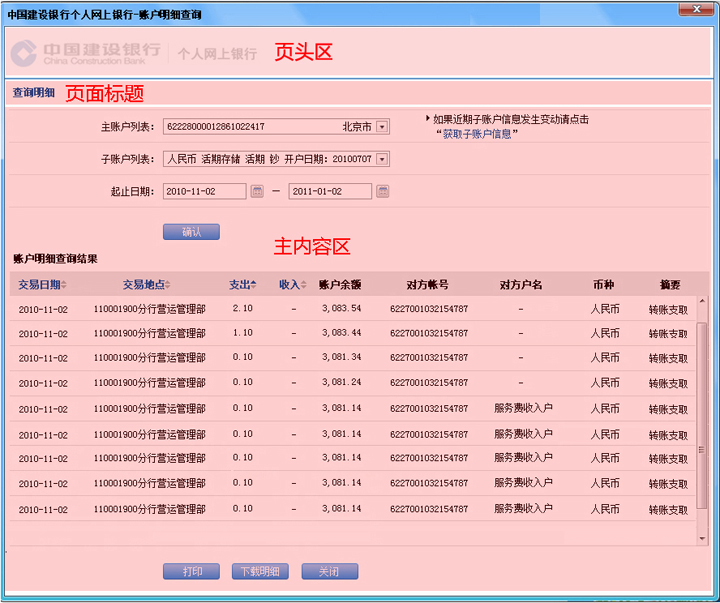 中国建设银行个人网上银行-账户明细查询
中国建设银行 个人网上银行 页头区
China Construction Bank
查询明细 页面标题
主账户列表: 62228000012861022417 北京市 如果近期子账户信息发生变动请点击
“获取子账户信息”
子账户列表: 人民币 活期存储 活期 钞 开户日期: 20100707
起止日期: 2010-11-02 — 2011-01-02
确认
主内容区
账户明细查询结果
交易日期 交易地点 支出 收入 账户余额 对方帐号 对方户名 币种 摘要
2010-11-02 110001900分行营运管理部 2.10 - 3,083.54 6227001032154787 - 人民币 转账支取
2010-11-02 110001900分行营运管理部 1.10 - 3,083.44 6227001032154787 - 人民币 转账支取
2010-11-02 110001900分行营运管理部 0.10 - 3,081.34 6227001032154787 - 人民币 转账支取
2010-11-02 110001900分行营运管理部 0.10 - 3,081.24 6227001032154787 - 人民币 转账支取
2010-11-02 110001900分行营运管理部 0.10 - 3,081.14 6227001032154787 服务费收入户 人民币 转账支取
2010-11-02 110001900分行营运管理部 0.10 - 3,081.14 6227001032154787 服务费收入户 人民币 转账支取
2010-11-02 110001900分行营运管理部 0.10 - 3,081.14 6227001032154787 服务费收入户 人民币 转账支取
2010-11-02 110001900分行营运管理部 0.10 - 3,081.14 6227001032154787 服务费收入户 人民币 转账支取
2010-11-02 110001900分行营运管理部 0.10 - 3,081.14 6227001032154787 服务费收入户 人民币 转账支取
打印 下载明细 关闭